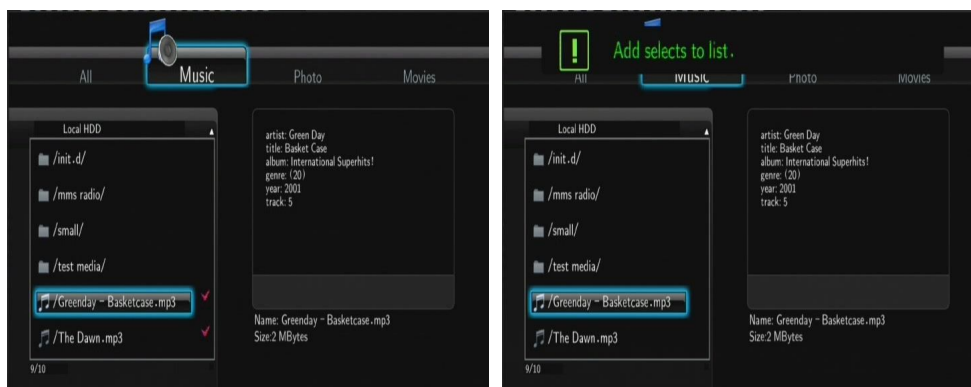 All
Music
Photo
Movies
Local HDD
/init.d/
/mms radio/
/small/
/test media/
/Greenday - Basketcase.mp3
/The Dawn.mp3
9/10
artist: Green Day
title: Basket Case
album: International Superhits!
genre: (20)
year: 2001
track: 5
Name: Greenday - Basketcase.mp3
Size:2 MBytes
! Add selects to list.
All
Music
Photo
Movies
Local HDD
/init.d/
/mms radio/
/small/
/test media/
/Greenday - Basketcase.mp3
/The Dawn.mp3
9/10
artist: Green Day
title: Basket Case
album: International Superhits!
genre: (20)
year: 2001
track: 5
Name: Greenday - Basketcase.mp3
Size:2 MBytes